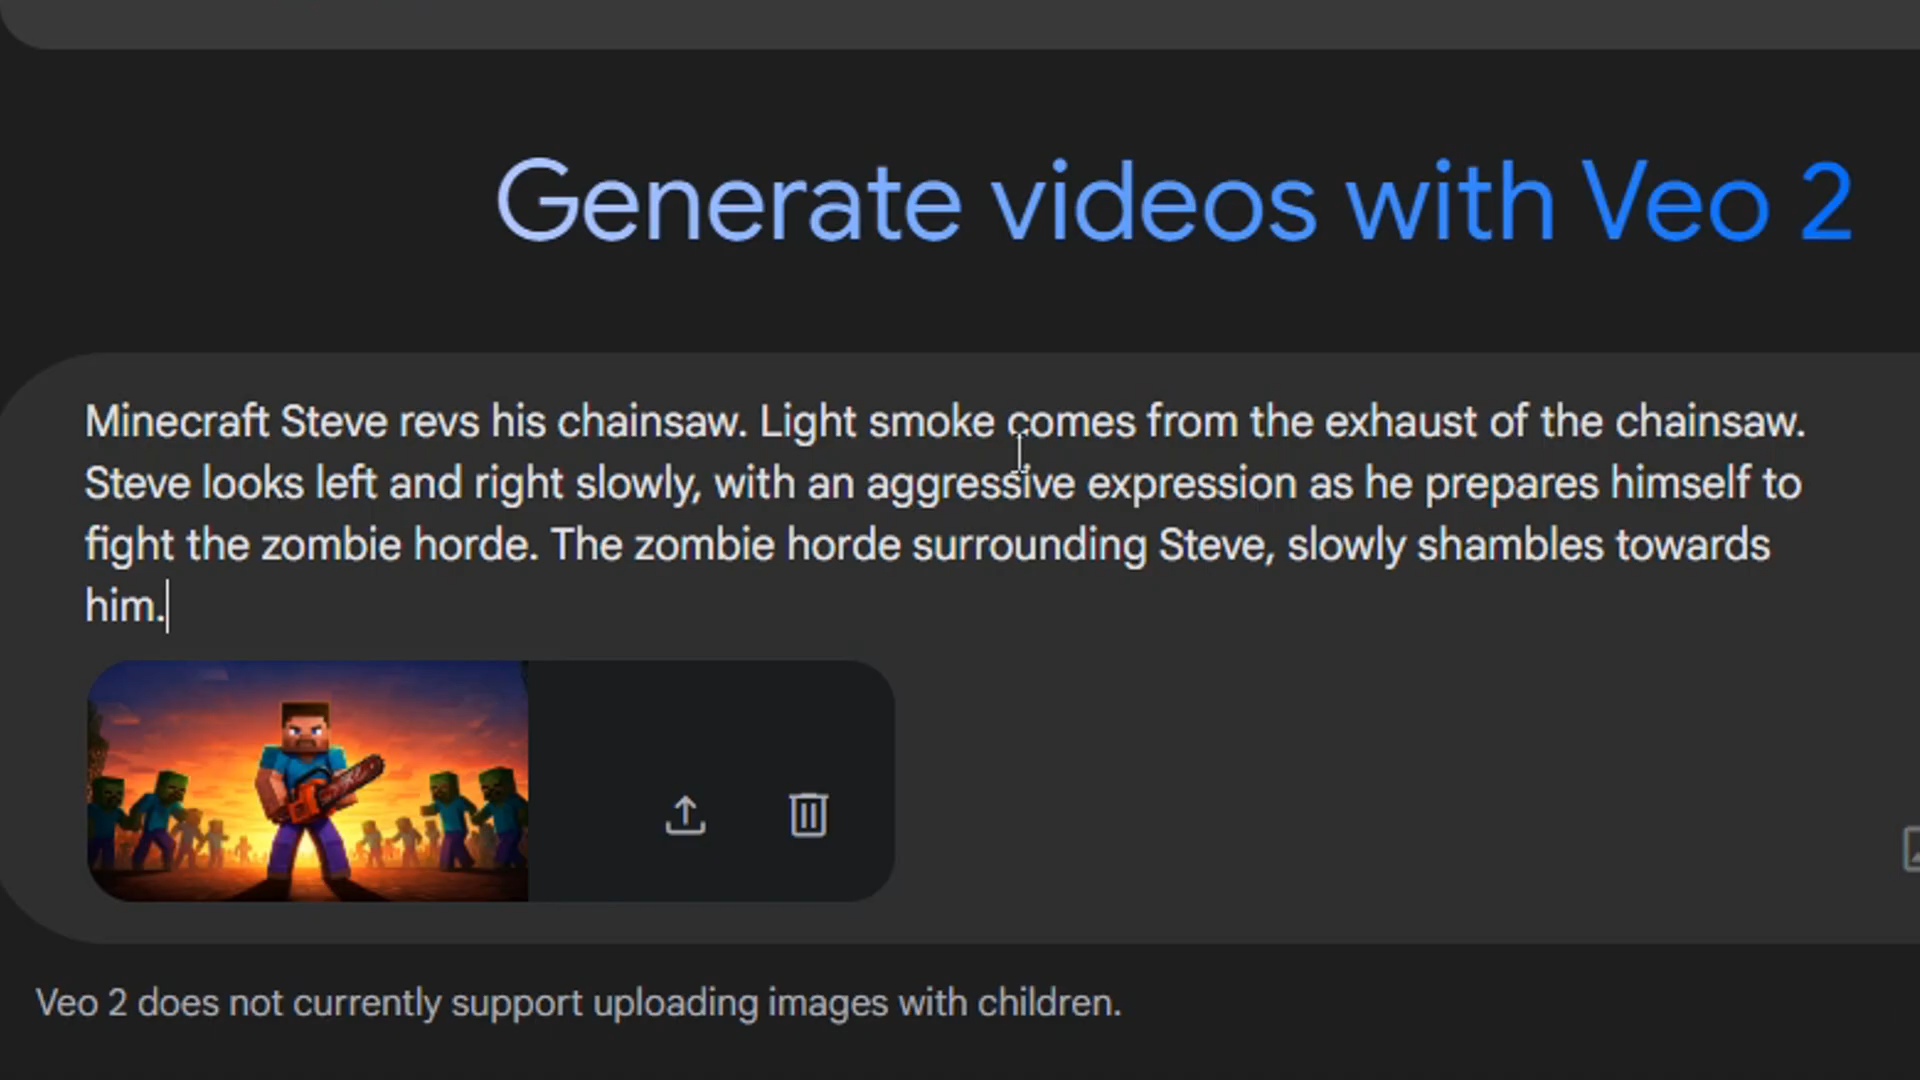 Generate videos with Veo 2
Minecraft Steve revs his chainsaw. Light smoke comes from the exhaust of the chainsaw.
Steve looks left and right slowly, with an aggressive expression as he prepares himself to
fight the zombie horde. The zombie horde surrounding Steve, slowly shambles towards
him.
Veo 2 does not currently support uploading images with children.